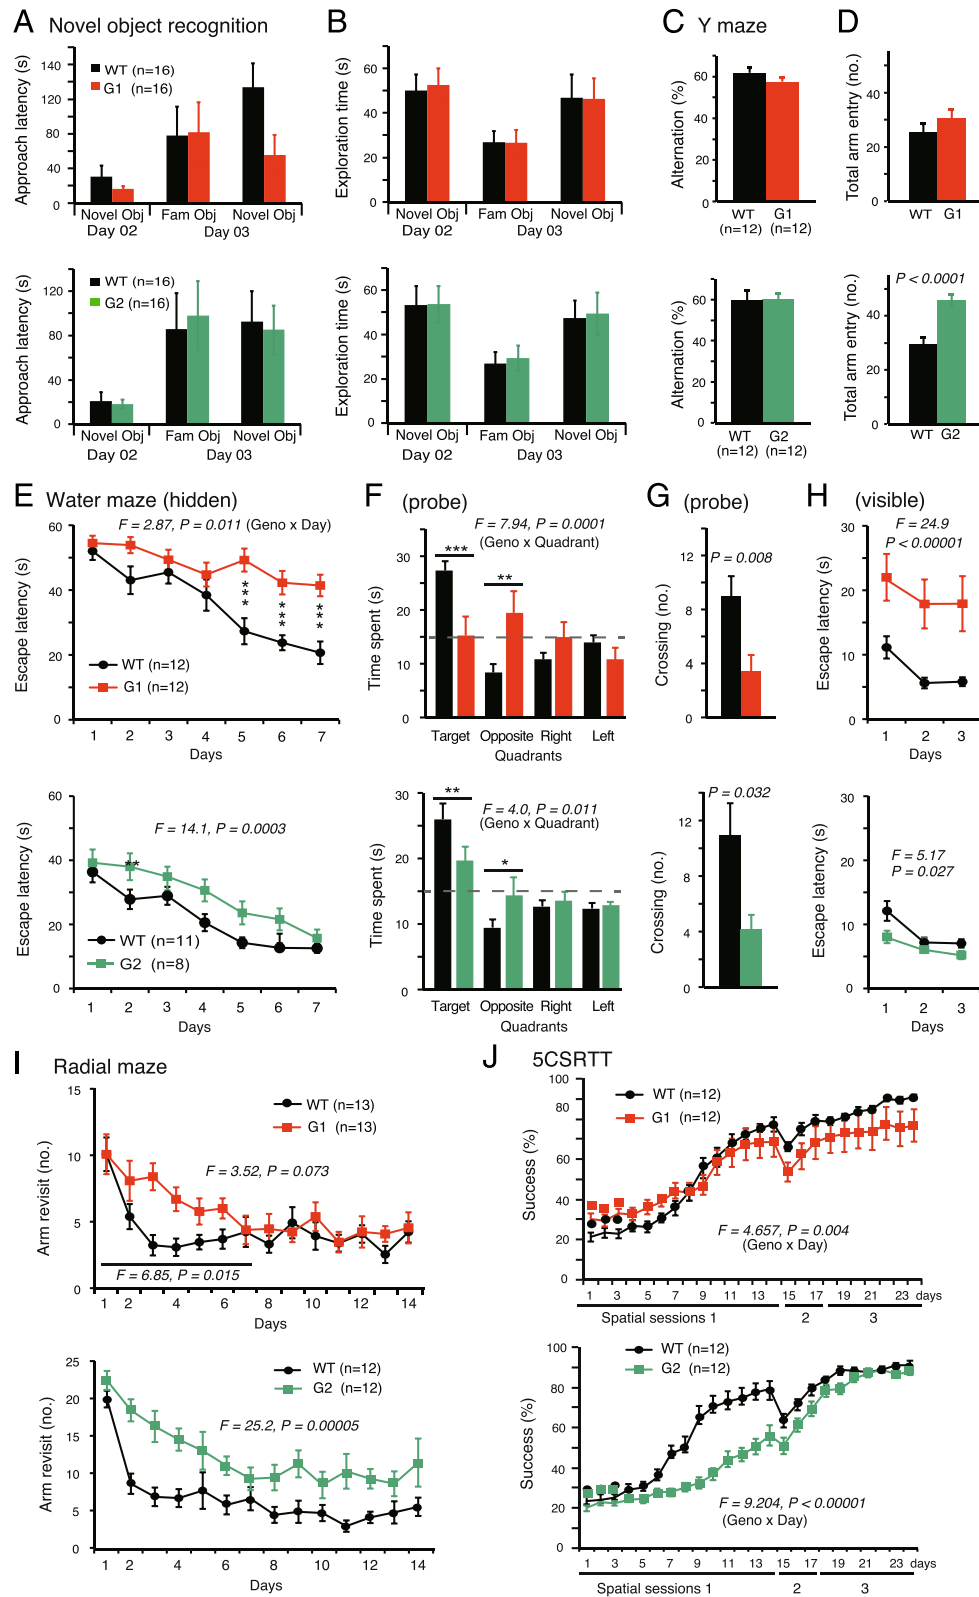 A Novel object recognition
Approach latency (s)
140
120
80
40
0
WT (n=16)
G1 (n=16)
Novel Obj Fam Obj Novel Obj
Day 02 Day 03
B
Exploration time (s)
60
40
20
0
Novel Obj Fam Obj Novel Obj
Day 02 Day 03
C Y maze
Alternation (%)
60
40
20
0
WT G1
(n=12) (n=12)
D
Total arm entry (no.)
60
40
20
0
WT G1
Approach latency (s)
120
80
40
0
WT (n=16)
G2 (n=16)
Novel Obj Fam Obj Novel Obj
Day 02 Day 03
Exploration time (s)
60
40
20
0
Novel Obj Fam Obj Novel Obj
Day 02 Day 03
Alternation (%)
60
40
20
0
WT G2
(n=12) (n=12)
Total arm entry (no.)
P < 0.0001
60
40
20
0
WT G2
E Water maze (hidden)
F = 2.87, P = 0.011 (Geno x Day)
Escape latency (s)
60
40
20
0
***
***
***
WT (n=12)
G1 (n=12)
1 2 3 4 5 6 7
Days
F (probe)
F = 7.94, P = 0.0001
(Geno x Quadrant)
Time spent (s)
30
20
10
0
***
**
Target Opposite Right Left
Quadrants
G (probe)
P = 0.008
Crossing (no.)
12
8
4
0
H (visible)
F = 24.9
P < 0.00001
Escape latency (s)
30
20
10
0
1 2 3
Days
Escape latency (s)
60
40
20
0
F = 14.1, P = 0.0003
**
WT (n=11)
G2 (n=8)
1 2 3 4 5 6 7
Days
Time spent (s)
30
20
10
0
**
*
F = 4.0, P = 0.011
(Geno x Quadrant)
Target Opposite Right Left
Quadrants
P = 0.032
Crossing (no.)
12
8
4
0
Escape latency (s)
30
20
10
0
F = 5.17
P = 0.027
1 2 3
Days
I Radial maze
Arm revisit (no.)
15
10
5
0
WT (n=13)
G1 (n=13)
F = 3.52, P = 0.073
F = 6.85, P = 0.015
1 2 4 6 8 10 12 14
Days
J 5CSRTT
Success (%)
100
80
60
40
20
0
WT (n=12)
G1 (n=12)
F = 4.657, P = 0.004
(Geno x Day)
1 3 5 7 9 11 13 15 17 19 21 23 days
Spatial sessions 1 2 3
Arm revisit (no.)
25
20
15
10
5
0
WT (n=12)
G2 (n=12)
F = 25.2, P = 0.00005
1 2 4 6 8 10 12 14
Days
Success (%)
100
80
60
40
20
0
WT (n=12)
G2 (n=12)
F = 9.204, P < 0.00001
(Geno x Day)
1 3 5 7 9 11 13 15 17 19 21 23 days
Spatial sessions 1 2 3